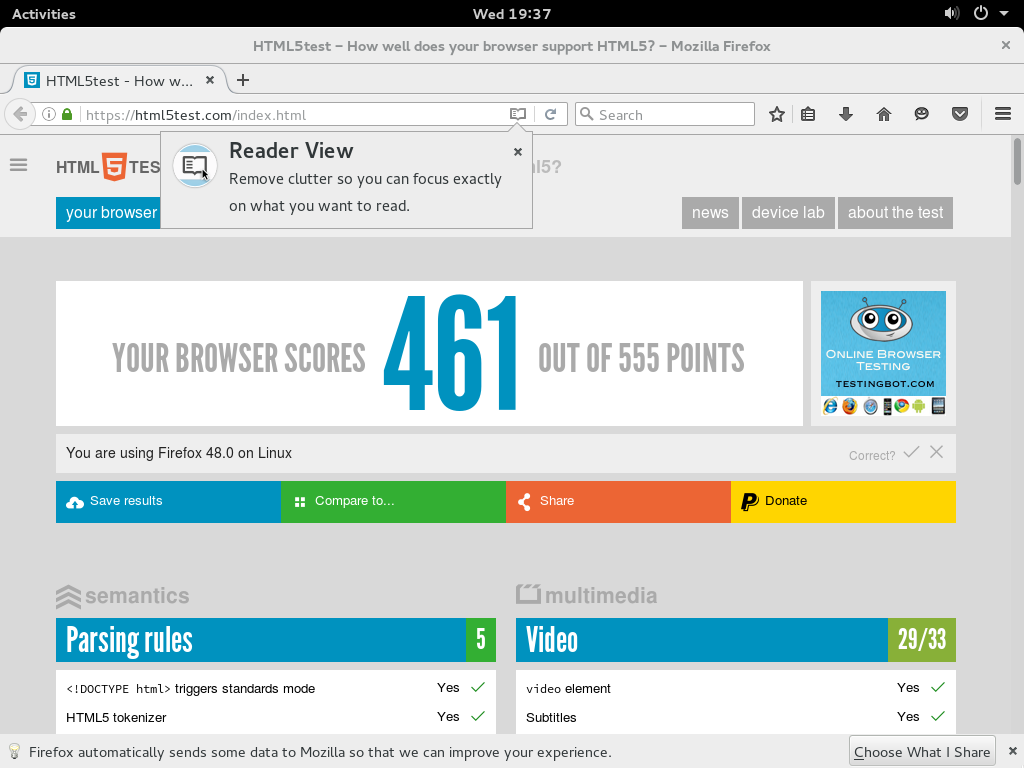 Activities
Wed 19:37
HTML5test – How well does your browser support HTML5? – Mozilla Firefox
HTML5test - How w...
https://html5test.com/index.html
Search
Reader View
Remove clutter so you can focus exactly
on what you want to read.
HTML 5 TES
ml5?
your browser
news
device lab
about the test
YOUR BROWSER SCORES 461 OUT OF 555 POINTS
ONLINE BROWSER
TESTING
TESTINGBOT.COM
You are using Firefox 48.0 on Linux
Correct?
Save results
Compare to...
Share
Donate
semantics
Parsing rules 5
<!DOCTYPE html> triggers standards mode Yes
HTML5 tokenizer Yes
multimedia
Video 29/33
video element Yes
Subtitles Yes
Firefox automatically sends some data to Mozilla so that we can improve your experience.
Choose What I Share